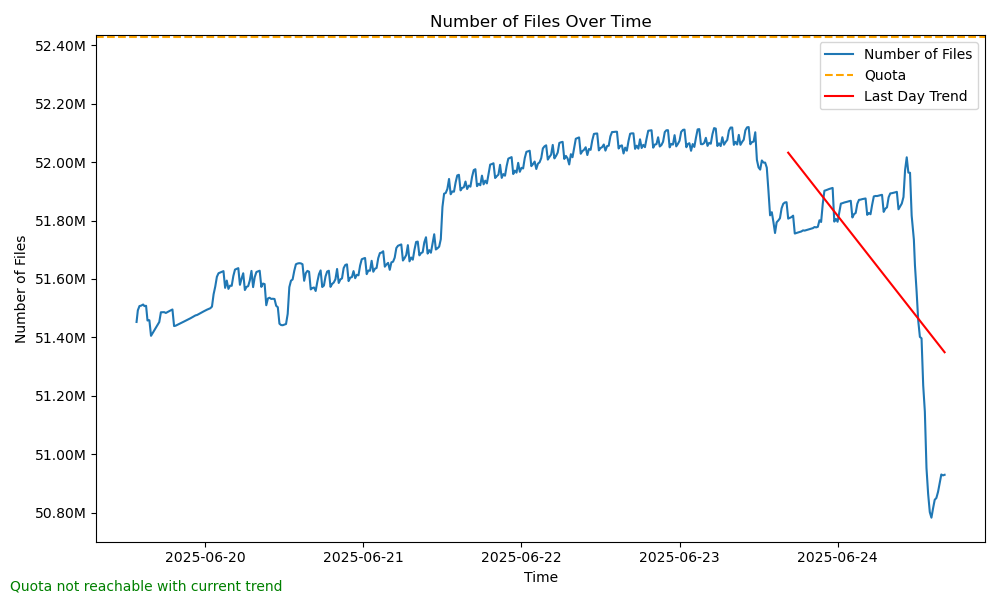 Number of Files Over Time
52.40M
52.20M
52.00M
51.80M
51.60M
51.40M
51.20M
51.00M
50.80M
Number of Files
Number of Files
Quota
Last Day Trend
2025-06-20
2025-06-21
2025-06-22
2025-06-23
2025-06-24
Time
Quota not reachable with current trend